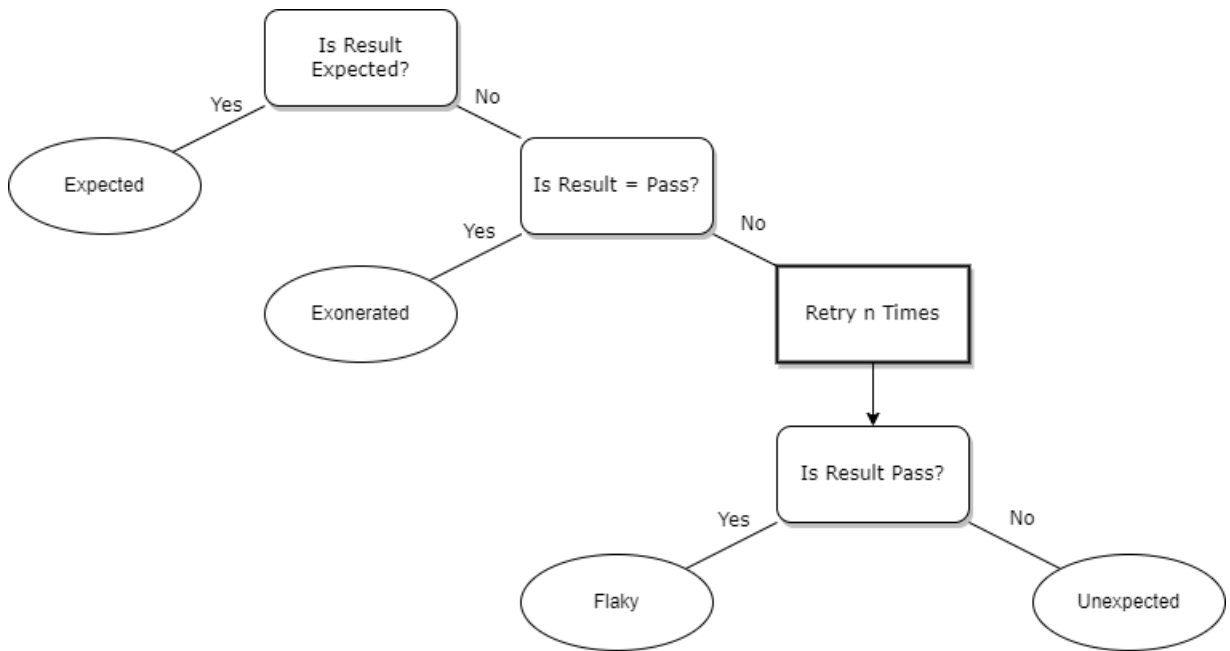 Is Result
Expected?
Yes
No
Expected
Is Result = Pass?
Yes
No
Exonerated
Retry n Times
Is Result Pass?
Yes
No
Flaky
Unexpected